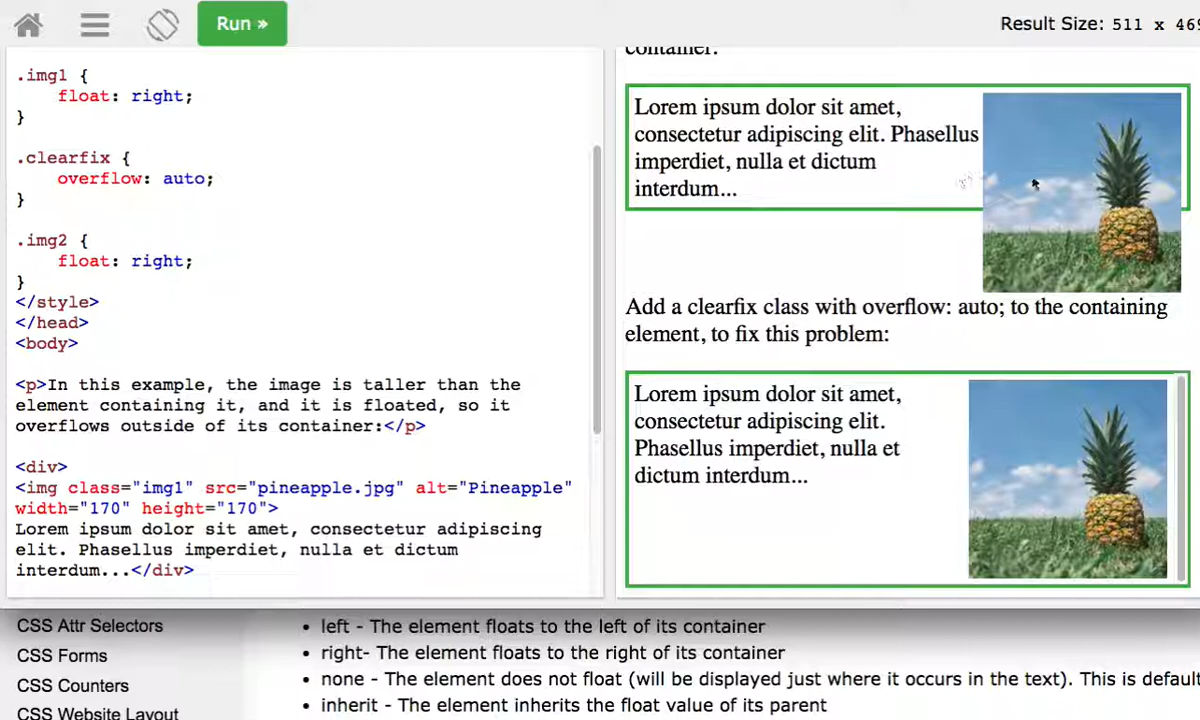 Run »
Result Size: 511 x 469
.img1 {
float: right;
}
.clearfix {
overflow: auto;
}
.img2 {
float: right;
}
</style>
</head>
<body>
<p>In this example, the image is taller than the
element containing it, and it is floated, so it
overflows outside of its container:</p>
<div>
<img class="img1" src="pineapple.jpg" alt="Pineapple"
width="170" height="170">
Lorem ipsum dolor sit amet, consectetur adipiscing
elit. Phasellus imperdiet, nulla et dictum
interdum...</div>
container:
Lorem ipsum dolor sit amet,
consectetur adipiscing elit. Phasellus
imperdiet, nulla et dictum
interdum...
Add a clearfix class with overflow: auto; to the containing
element, to fix this problem:
Lorem ipsum dolor sit amet,
consectetur adipiscing elit.
Phasellus imperdiet, nulla et
dictum interdum...
CSS Attr Selectors
CSS Forms
CSS Counters
CSS Website Layout
• left - The element floats to the left of its container
• right- The element floats to the right of its container
• none - The element does not float (will be displayed just where it occurs in the text). This is default
• inherit - The element inherits the float value of its parent